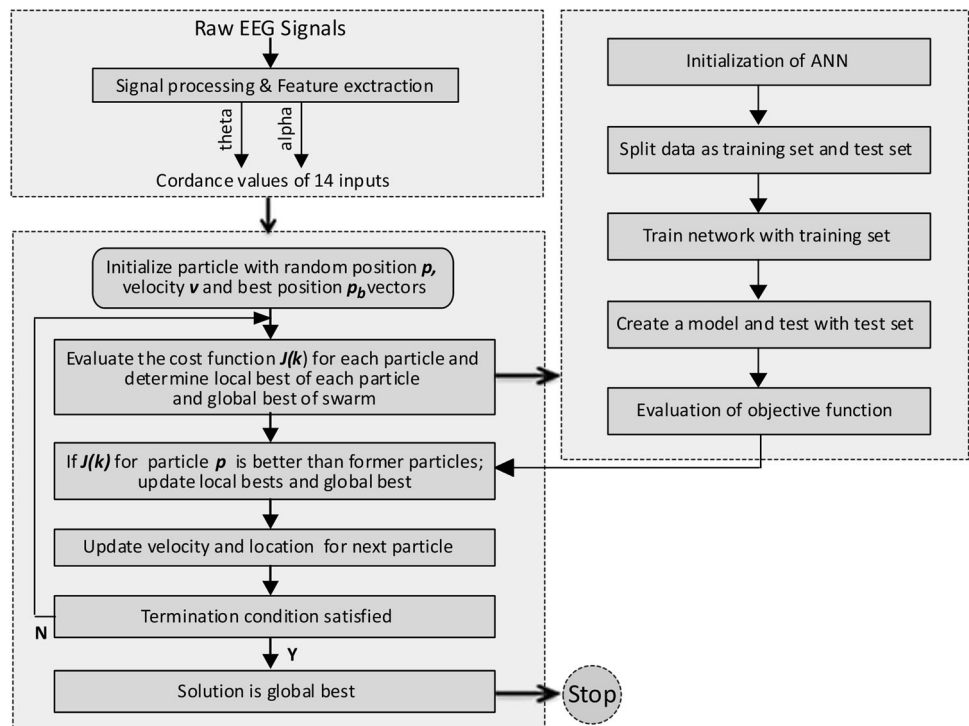 Raw EEG Signals
Signal processing & Feature exctraction
theta
alpha
Cordance values of 14 inputs
Initialize particle with random position p,
velocity v and best position pb vectors
Evaluate the cost function J(k) for each particle and
determine local best of each particle
and global best of swarm
If J(k) for particle p is better than former particles;
update local bests and global best
Update velocity and location for next particle
Termination condition satisfied
N
Y
Solution is global best
Stop
Initialization of ANN
Split data as training set and test set
Train network with training set
Create a model and test with test set
Evaluation of objective function